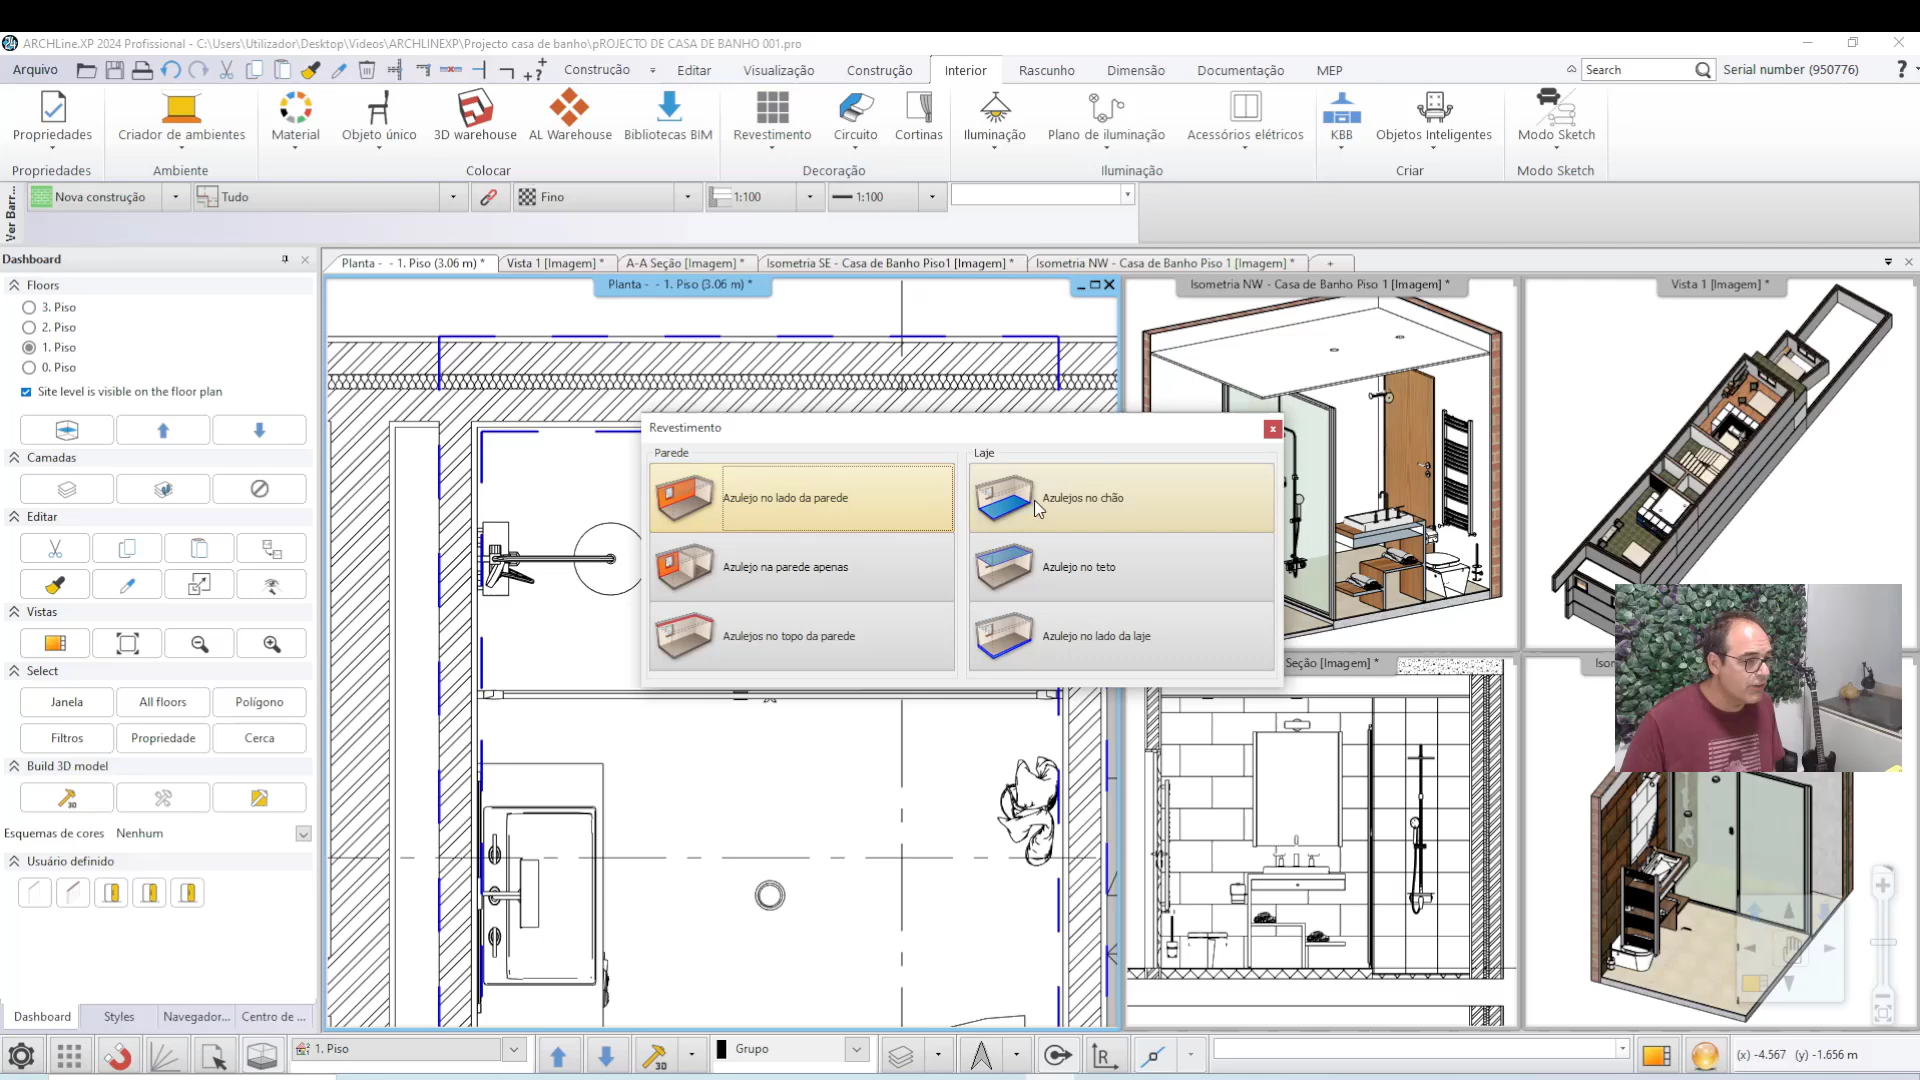 ARCHLine.XP 2024 Profissional - C:\Users\Utilizador\Desktop\Videos\ARCHLINEXP\Projecto casa de banho\pROJECTO DE CASA DE BANHO 001.pro
Arquivo Construção Editar Visualização Construção Interior Rascunho Dimensão Documentação MEP Search Serial number (950776) ?
Propriedades Criador de ambientes Material Objeto único 3D warehouse AL Warehouse Bibliotecas BIM Revestimento Circuito Cortinas Iluminação Plano de iluminação Acessórios elétricos KBB Objetos Inteligentes Modo Sketch
Propriedades Ambiente Colocar Decoração Iluminação Criar Modo Sketch
Ver Barr...
Nova construção Tudo Fino 1:100 1:100
Dashboard
Planta - - 1. Piso (3.06 m) * Vista 1 [Imagem] * A-A Seção [Imagem] * Isometria SE - Casa de Banho Piso1 [Imagem] * Isometria NW - Casa de Banho Piso 1 [Imagem] * +
Planta - - 1. Piso (3.06 m) *
Isometria NW - Casa de Banho Piso 1 [Imagem] *
Vista 1 [Imagem] *
Floors
3. Piso
2. Piso
1. Piso
0. Piso
Site level is visible on the floor plan
Camadas
Editar
Vistas
Select
Janela All floors Polígono
Filtros Propriedade Cerca
Build 3D model
3D
Esquemas de cores Nenhum
Usuário definido
Dashboard Styles Navegador... Centro de ...
Revestimento
x
Parede
Azulejo no lado da parede
Azulejo na parede apenas
Azulejos no topo da parede
Laje
Azulejos no chão
Azulejo no teto
Azulejo no lado da laje
Seção [Imagem] *
Iso
1. Piso 3D Grupo R (x) -4.567 (y) -1.656 m